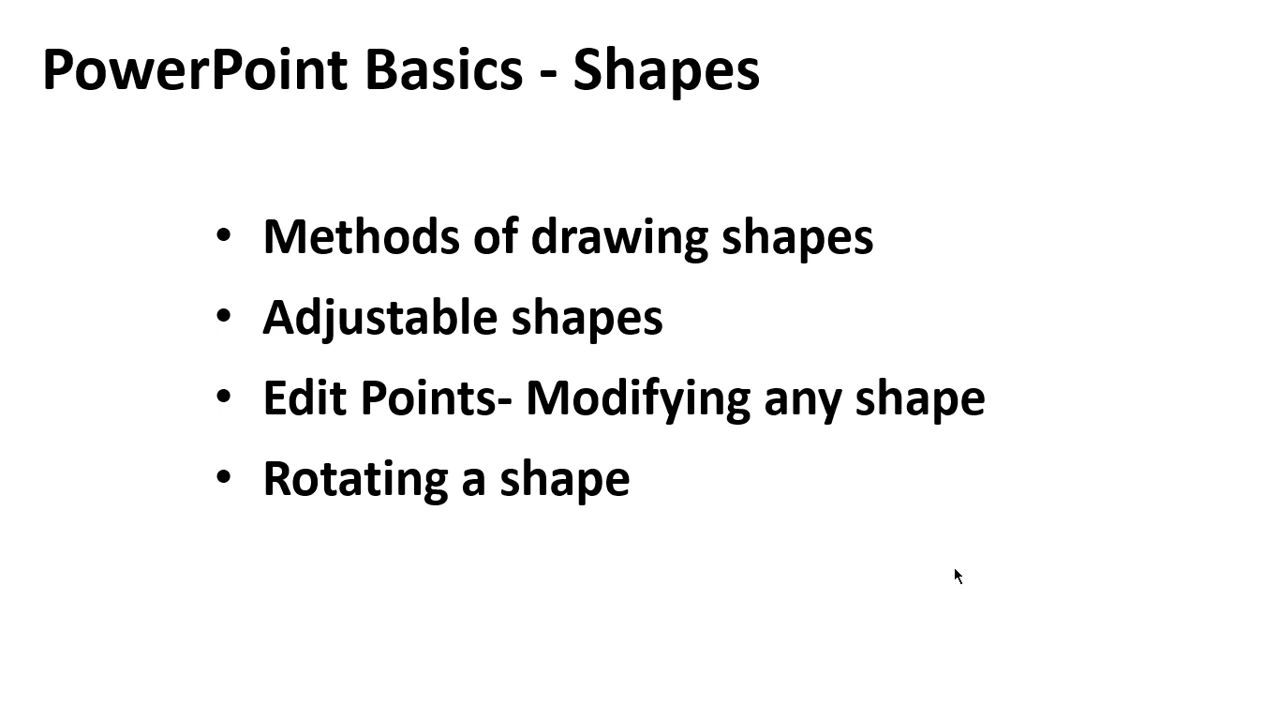 PowerPoint Basics - Shapes
• Methods of drawing shapes
• Adjustable shapes
• Edit Points- Modifying any shape
• Rotating a shape